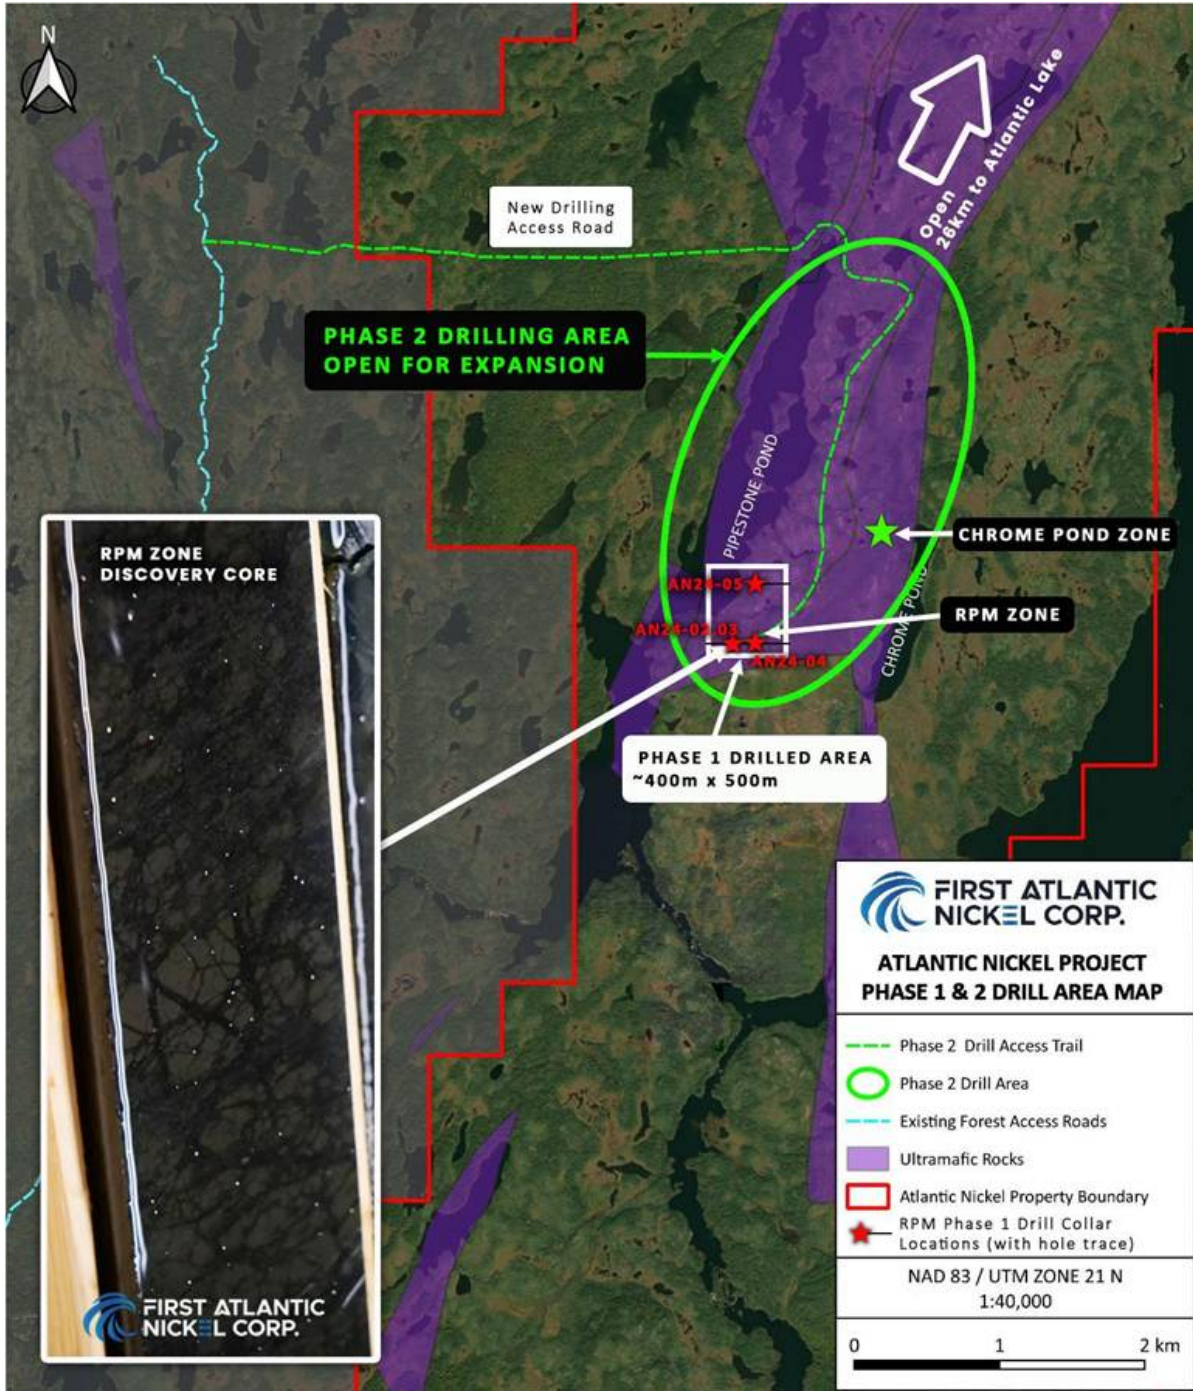 N
New Drilling
Access Road
Open
26km to Atlantic Lake
PHASE 2 DRILLING AREA
OPEN FOR EXPANSION
PIPESTONE POND
CHROME POND ZONE
RPM ZONE
DISCOVERY CORE
AN24-05
CHROME POND
RPM ZONE
AN24-02,03
AN24-04
PHASE 1 DRILLED AREA
~400m x 500m
FIRST ATLANTIC
NICKEL CORP.
ATLANTIC NICKEL PROJECT
PHASE 1 & 2 DRILL AREA MAP
Phase 2 Drill Access Trail
Phase 2 Drill Area
Existing Forest Access Roads
Ultramafic Rocks
Atlantic Nickel Property Boundary
RPM Phase 1 Drill Collar
Locations (with hole trace)
NAD 83 / UTM ZONE 21 N
1:40,000
0 1 2 km
FIRST ATLANTIC
NICKEL CORP.